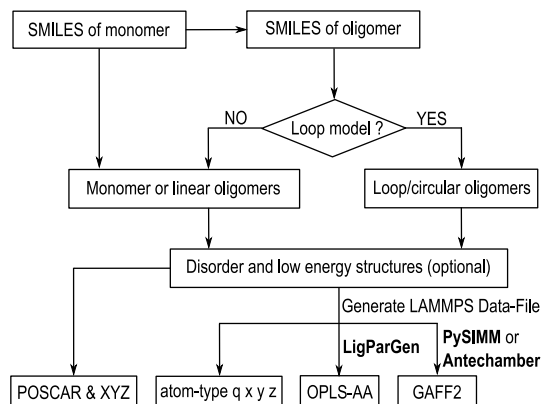 SMILES of monomer
SMILES of oligomer
NO
Loop model ?
YES
Monomer or linear oligomers
Loop/circular oligomers
Disorder and low energy structures (optional)
Generate LAMMPS Data-File
LigParGen
PySIMM or
Antechamber
POSCAR & XYZ
atom-type q x y z
OPLS-AA
GAFF2